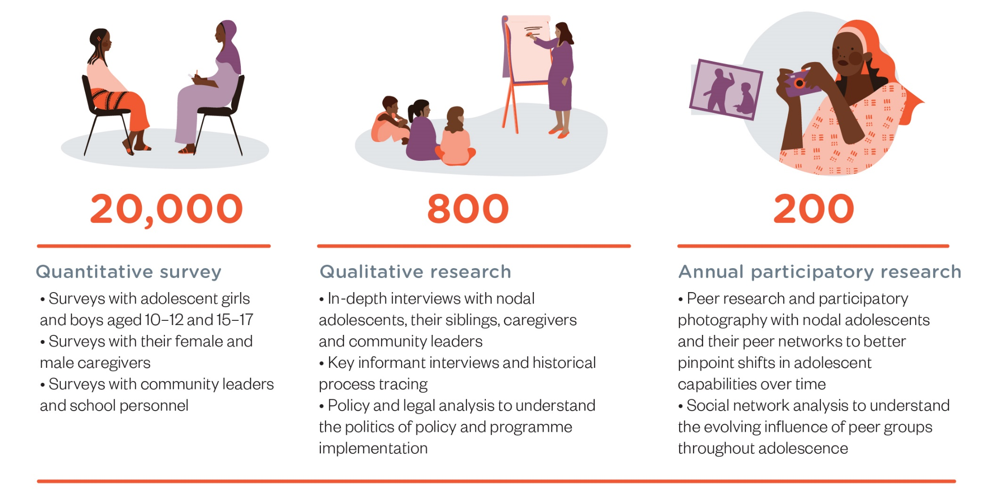 20,000
Quantitative survey
• Surveys with adolescent girls
and boys aged 10–12 and 15–17
• Surveys with their female and
male caregivers
• Surveys with community leaders
and school personnel
800
Qualitative research
• In-depth interviews with nodal
adolescents, their siblings, caregivers
and community leaders
• Key informant interviews and historical
process tracing
• Policy and legal analysis to understand
the politics of policy and programme
implementation
200
Annual participatory research
• Peer research and participatory
photography with nodal adolescents
and their peer networks to better
pinpoint shifts in adolescent
capabilities over time
• Social network analysis to understand
the evolving influence of peer groups
throughout adolescence